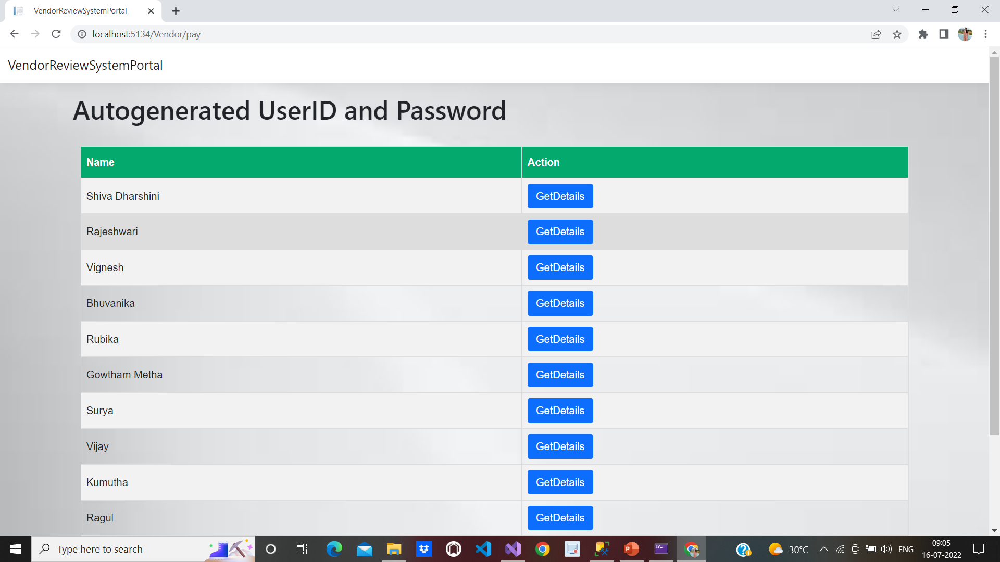 - VendorReviewSystemPortal
localhost:5134/Vendor/pay
VendorReviewSystemPortal
Autogenerated UserID and Password
Name Action
Shiva Dharshini GetDetails
Rajeshwari GetDetails
Vignesh GetDetails
Bhuvanika GetDetails
Rubika GetDetails
Gowtham Metha GetDetails
Surya GetDetails
Vijay GetDetails
Kumutha GetDetails
Ragul GetDetails
Type here to search
30°C
ENG
09:05
16-07-2022